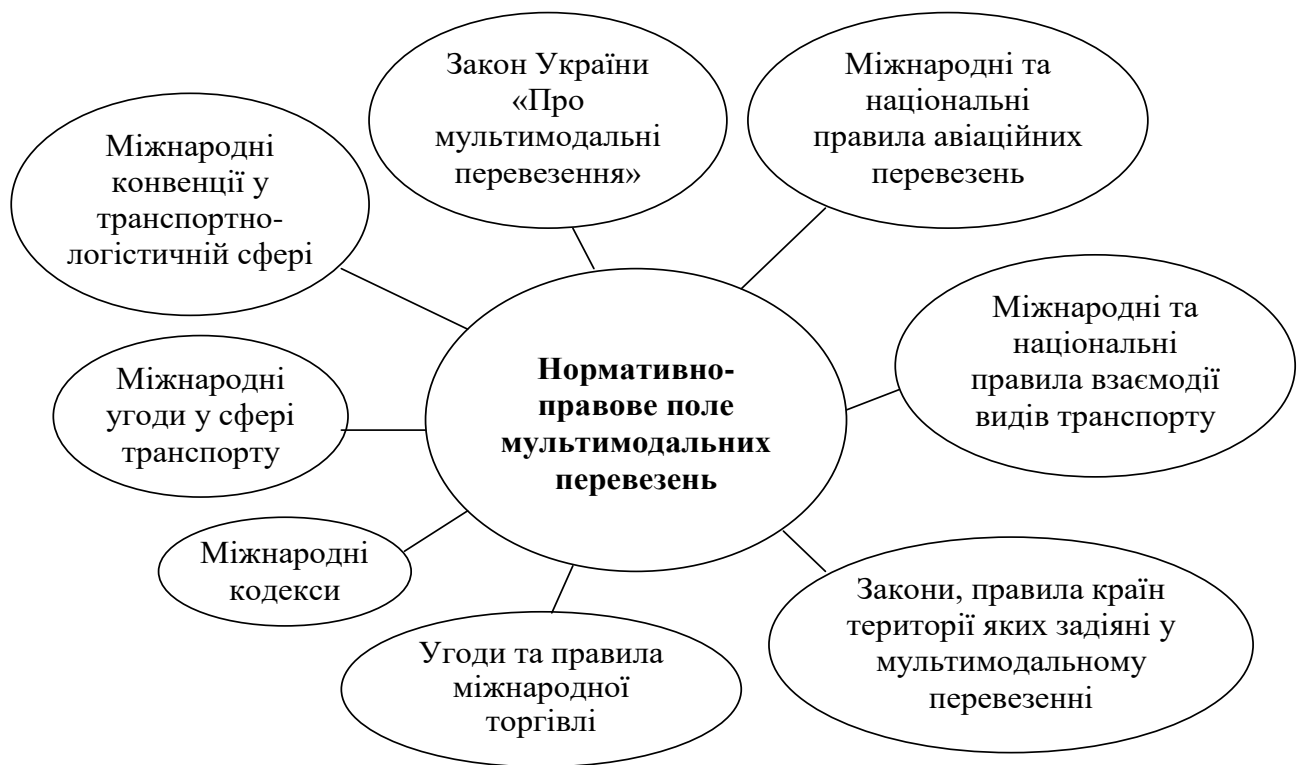 Закон України
«Про
мультимодальні
перевезення»
Міжнародні та
національні
правила авіаційних
перевезень
Міжнародні
конвенції у
транспортно-
логістичній сфері
Міжнародні та
національні
правила взаємодії
видів транспорту
Нормативно-
правове поле
мультимодальних
перевезень
Міжнародні
угоди у сфері
транспорту
Міжнародні
кодекси
Закони, правила країн
території яких задіяні у
мультимодальному
перевезенні
Угоди та правила
міжнародної
торгівлі